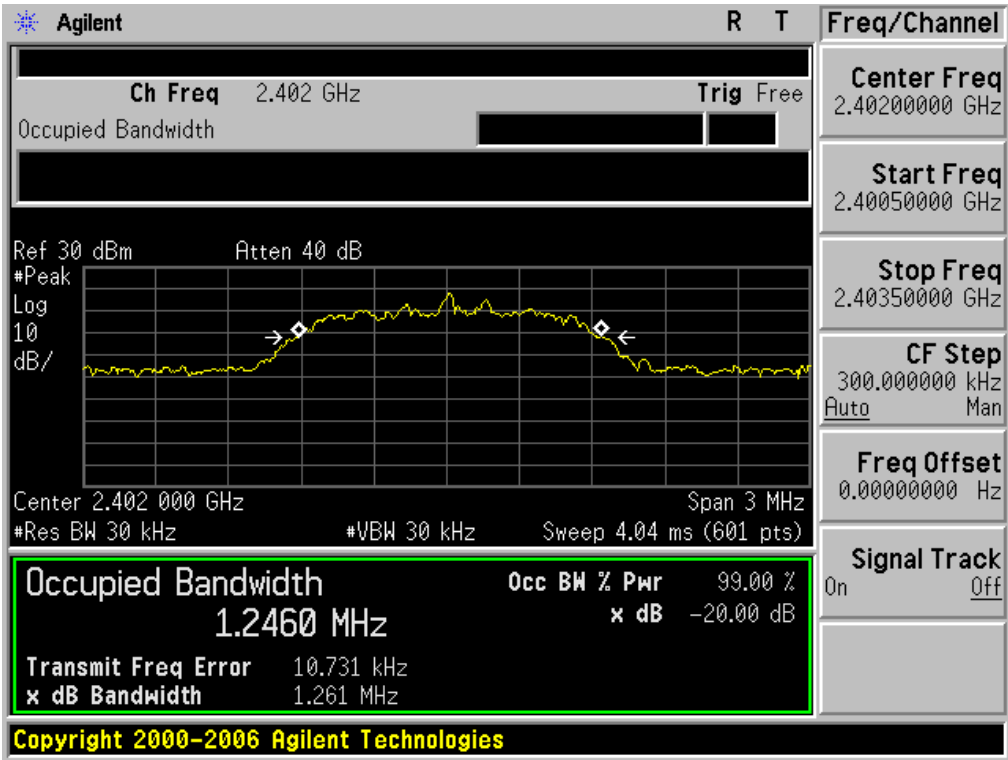 Agilent R T
Ch Freq 2.402 GHz Trig Free
Occupied Bandwidth
Ref 30 dBm Atten 40 dB
#Peak
Log
10
dB/
Center 2.402 000 GHz Span 3 MHz
#Res BW 30 kHz #VBW 30 kHz Sweep 4.04 ms (601 pts)
Occupied Bandwidth Occ BW % Pwr 99.00 %
1.2460 MHz x dB -20.00 dB
Transmit Freq Error 10.731 kHz
x dB Bandwidth 1.261 MHz
Copyright 2000-2006 Agilent Technologies
Freq/Channel
Center Freq
2.40200000 GHz
Start Freq
2.40050000 GHz
Stop Freq
2.40350000 GHz
CF Step
300.000000 kHz
Auto Man
Freq Offset
0.00000000 Hz
Signal Track
On Off